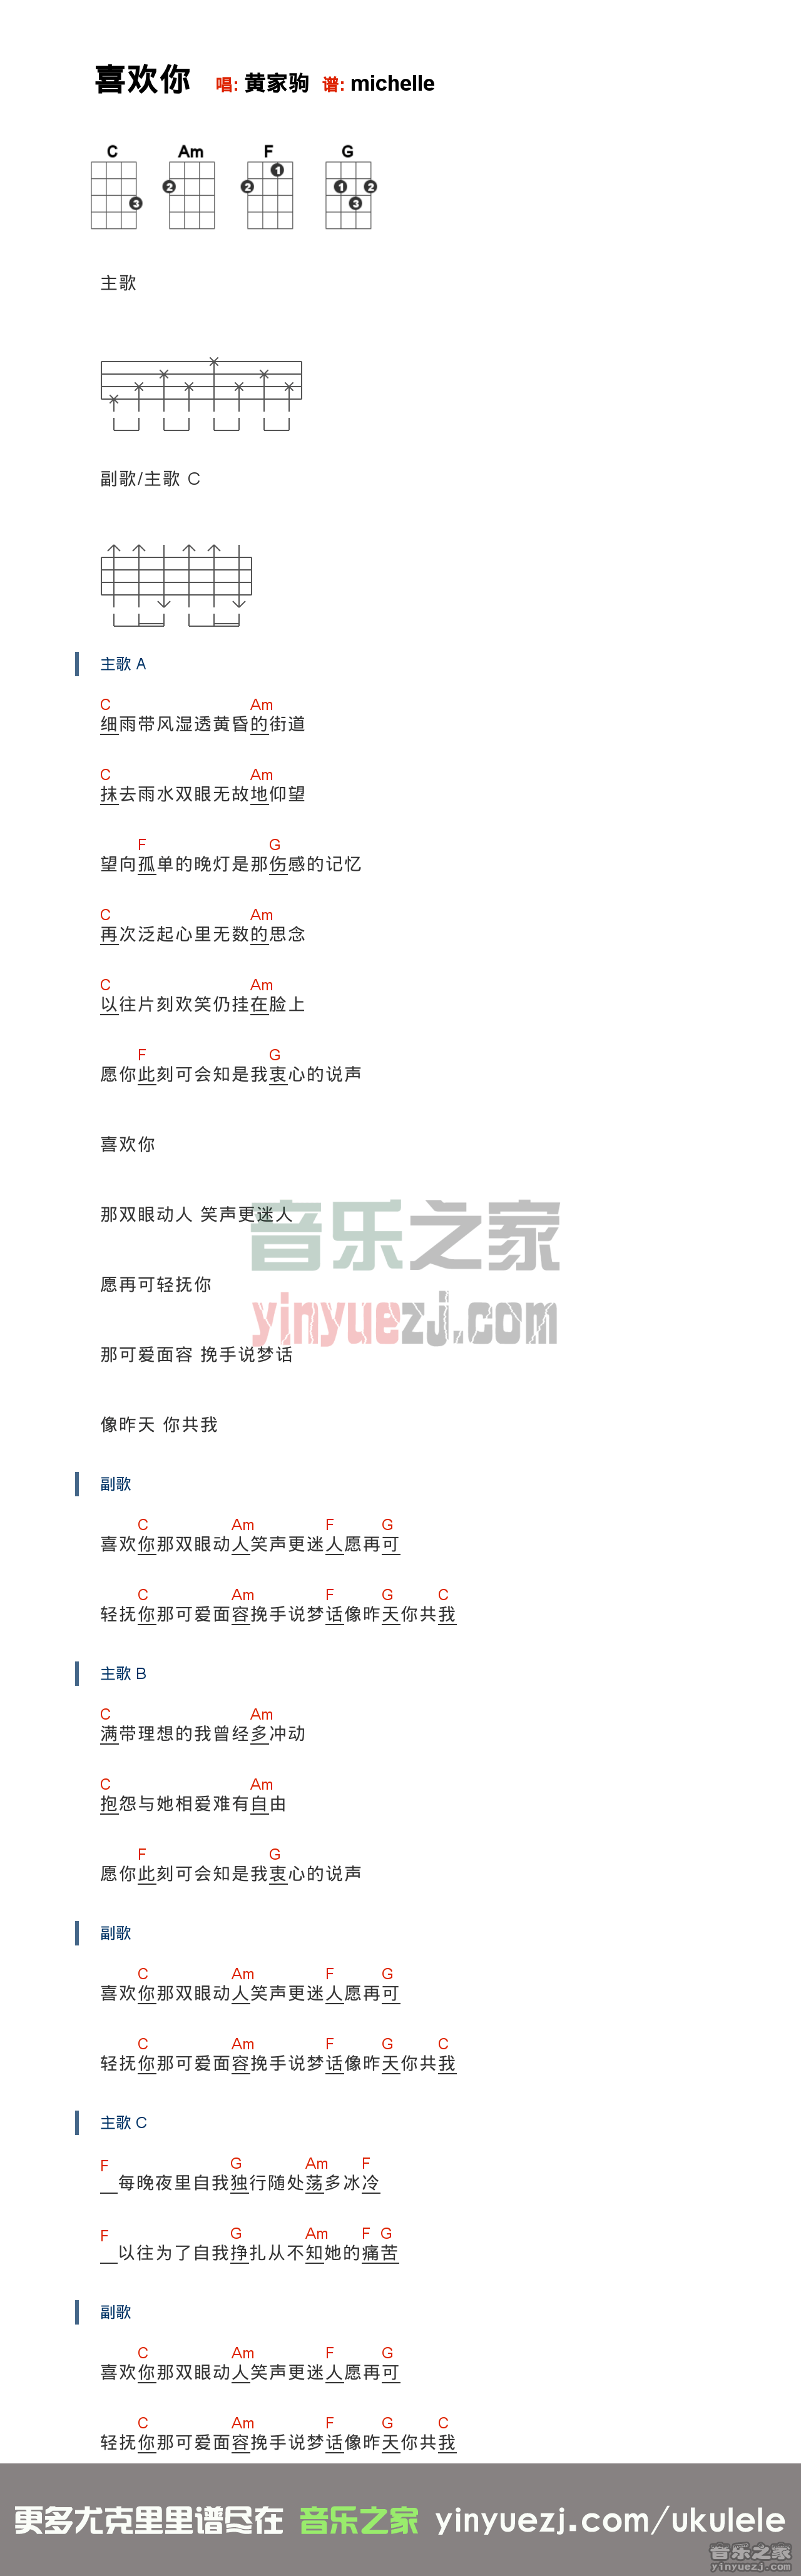 喜欢你 唱: 黄家驹 谱: michelle
C Am F G
3 2 2 1 1 2 3
主歌
副歌/主歌 C
主歌 A
C Am
细雨带风湿透黄昏的街道
C Am
抹去雨水双眼无故地仰望
F G
望向孤单的晚灯是那伤感的记忆
C Am
再次泛起心里无数的思念
C Am
以往片刻欢笑仍挂在脸上
F G
愿你此刻可会知是我衷心的说声
喜欢你
那双眼动人 笑声更迷人
音乐之家
愿再可轻抚你
yinyuezj.com
那可爱面容 挽手说梦话
像昨天 你共我
副歌
C Am F G
喜欢你那双眼动人笑声更迷人愿再可
C Am F G C
轻抚你那可爱面容挽手说梦话像昨天你共我
主歌 B
C Am
满带理想的我曾经多冲动
C Am
抱怨与她相爱难有自由
F G
愿你此刻可会知是我衷心的说声
副歌
C Am F G
喜欢你那双眼动人笑声更迷人愿再可
C Am F G C
轻抚你那可爱面容挽手说梦话像昨天你共我
主歌 C
F G Am F
__每晚夜里自我独行随处荡多冰冷
F G Am F G
__以往为了自我挣扎从不知她的痛苦
副歌
C Am F G
喜欢你那双眼动人笑声更迷人愿再可
C Am F G C
轻抚你那可爱面容挽手说梦话像昨天你共我
更多尤克里里谱尽在 音乐之家 yinyuezj.com/ukulele
音乐之家
yinyuezj.com